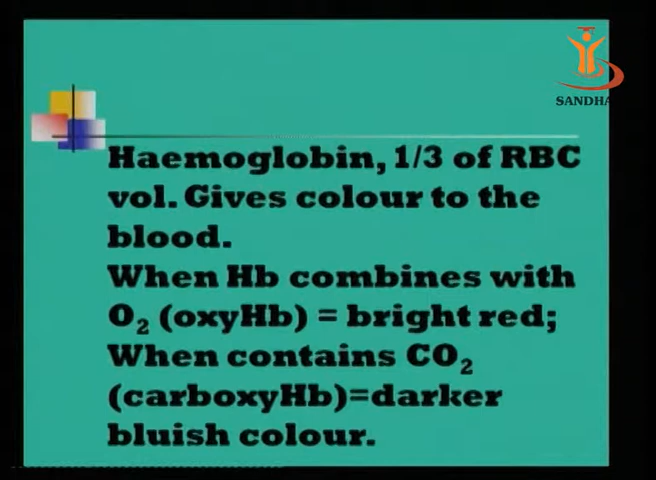 SANDHA
Haemoglobin, 1/3 of RBC
vol. Gives colour to the
blood.
When Hb combines with
O₂ (oxyHb) = bright red;
When contains CO₂
(carboxyHb)=darker
bluish colour.